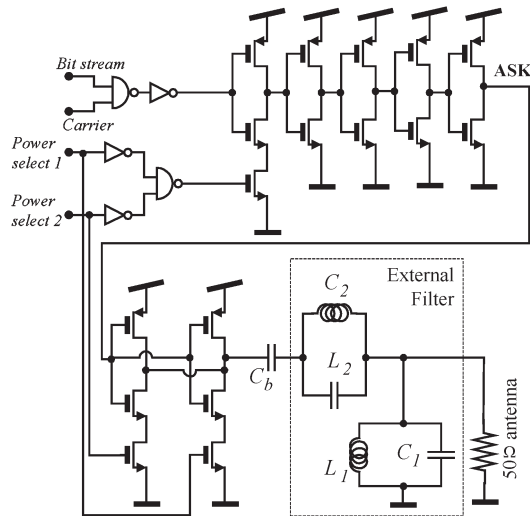 Bit stream
ASK
Carrier
Power
select 1
Power
select 2
External
Filter
C2
L2
Cb
L1
C1
50Ω antenna